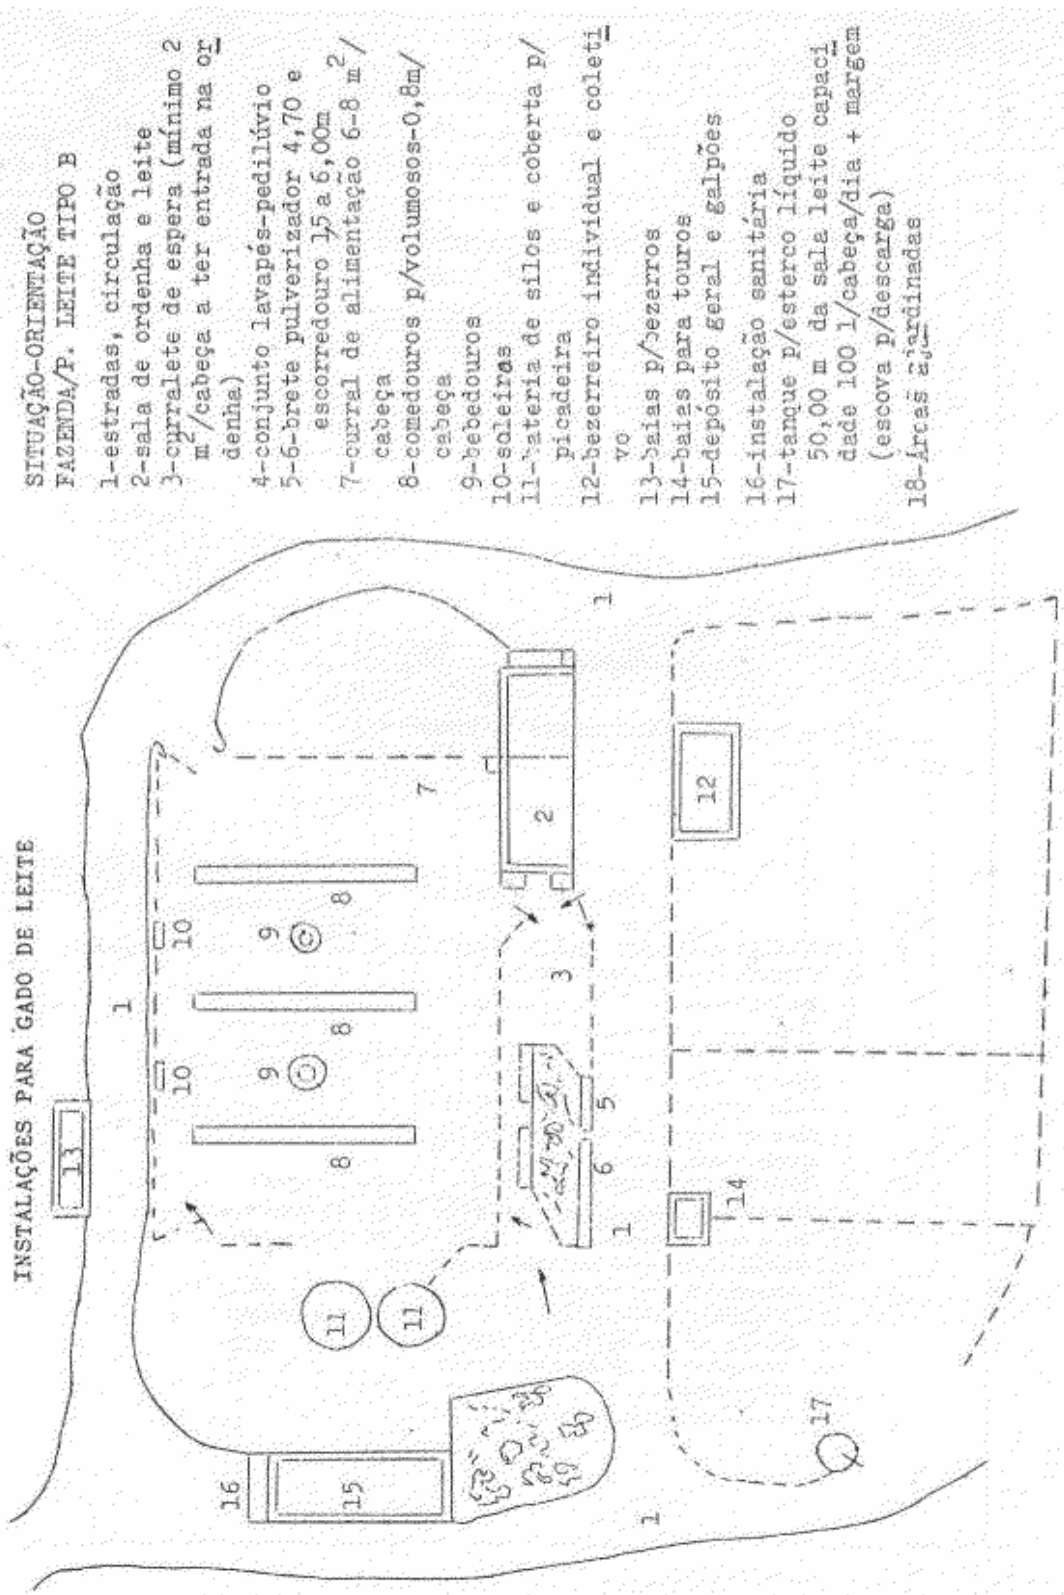 INSTALAÇÕES PARA GADO DE LEITE
SITUAÇÃO-ORIENTAÇÃO
FAZENDA/P. LEITE TIPO B
1-estradas, circulação
2-sala de ordenha e leite
3-curralete de espera (mínimo 2
m²/cabeça a ter entrada na or
denha)
4-conjunto lavapés-pedilúvio
5-6-brete pulverizador 4,70 e
escorredouro 1,5 a 6,00m
7-curral de alimentação 6-8 m²/
cabeça
8-comedouros p/volumosos-0,8m/
cabeça
9-bebedouros
10-soleiras
11-bateria de silos e coberta p/
picadeira
12-bezerreiro individual e coleti
vo
13-baias p/bezerros
14-baias para touros
15-depósito geral e galpões
16-instalação sanitária
17-tanque p/esterco líquido
50,00 m da sala leite capaci
dade 100 l/cabeça/dia + margem
(escova p/descarga)
18-Áreas ajardinadas
13
1
10
10
16
15
11
11
8
9
8
9
8
7
6
5
3
2
1
1
1
14
12
17